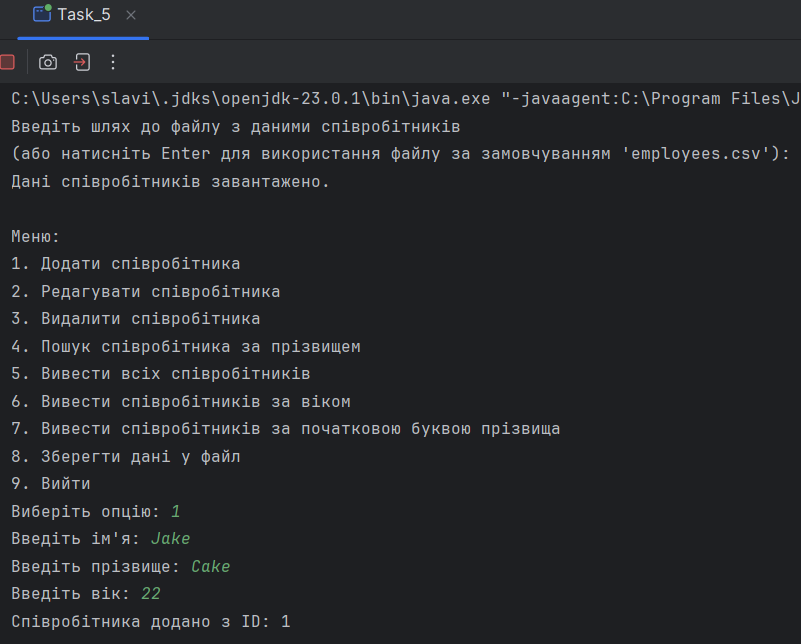 Task_5
C:\Users\slavi\.jdks\openjdk-23.0.1\bin\java.exe "-javaagent:C:\Program Files\J
Введіть шлях до файлу з даними співробітників
(або натисніть Enter для використання файлу за замовчуванням 'employees.csv'):
Дані співробітників завантажено.
Меню:
1. Додати співробітника
2. Редагувати співробітника
3. Видалити співробітника
4. Пошук співробітника за прізвищем
5. Вивести всіх співробітників
6. Вивести співробітників за віком
7. Вивести співробітників за початковою буквою прізвища
8. Зберегти дані у файл
9. Вийти
Виберіть опцію: 1
Введіть ім'я: Jake
Введіть прізвище: Cake
Введіть вік: 22
Співробітника додано з ID: 1